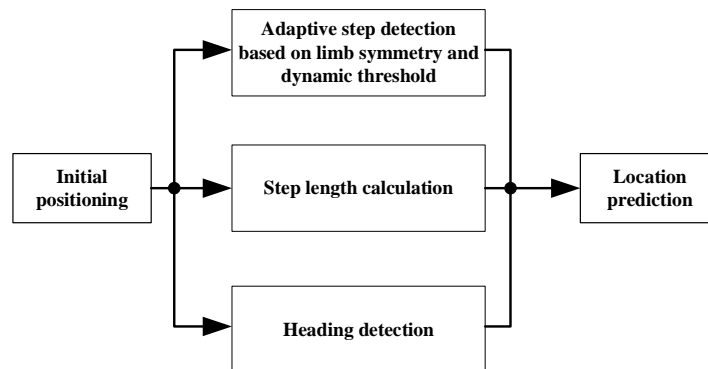 Adaptive step detection
based on limb symmetry and
dynamic threshold
Initial
positioning
Step length calculation
Location
prediction
Heading detection